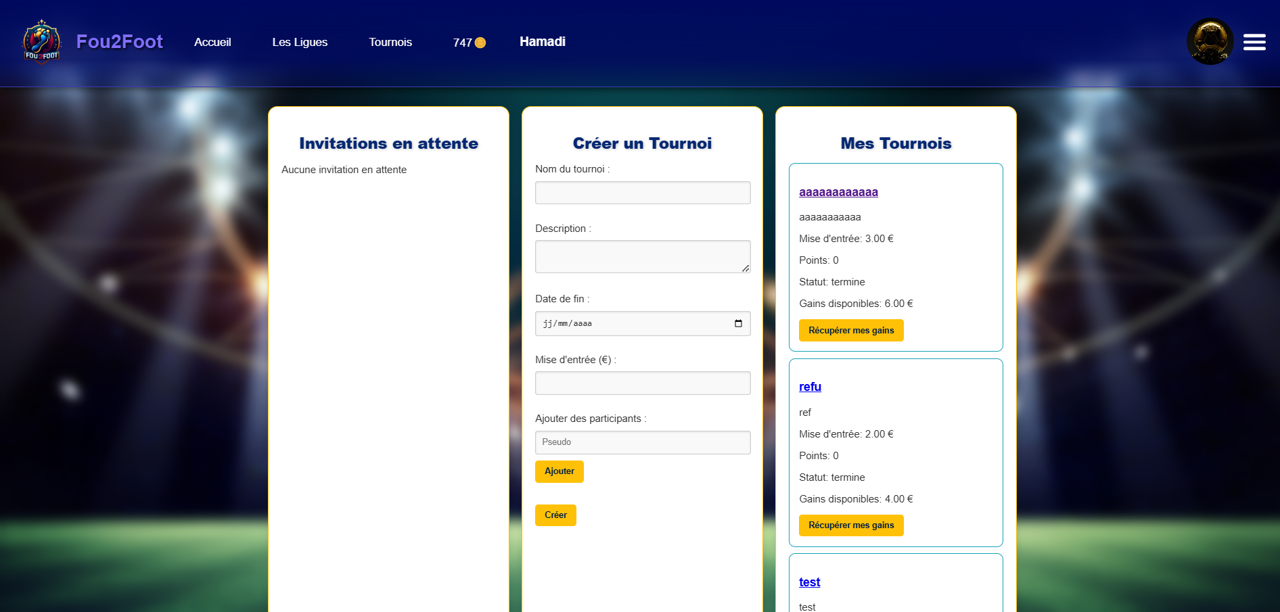 FOU2FOOT
Fou2Foot
Accueil
Les Ligues
Tournois
747
Hamadi
Invitations en attente
Aucune invitation en attente
Créer un Tournoi
Nom du tournoi :
Description :
Date de fin :
jj/mm/aaaa
Mise d'entrée (€) :
Ajouter des participants :
Pseudo
Ajouter
Créer
Mes Tournois
aaaaaaaaaaaa
aaaaaaaaaaa
Mise d'entrée: 3.00 €
Points: 0
Statut: termine
Gains disponibles: 6.00 €
Récupérer mes gains
refu
ref
Mise d'entrée: 2.00 €
Points: 0
Statut: termine
Gains disponibles: 4.00 €
Récupérer mes gains
test
test